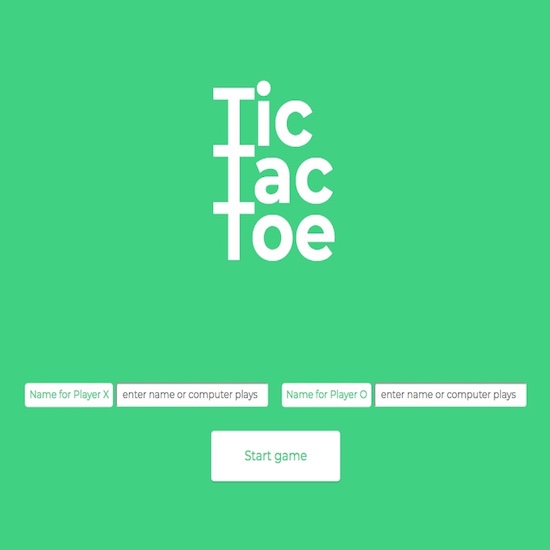 Tic
Tac
Toe
Name for Player X enter name or computer plays Name for Player O enter name or computer plays
Start game